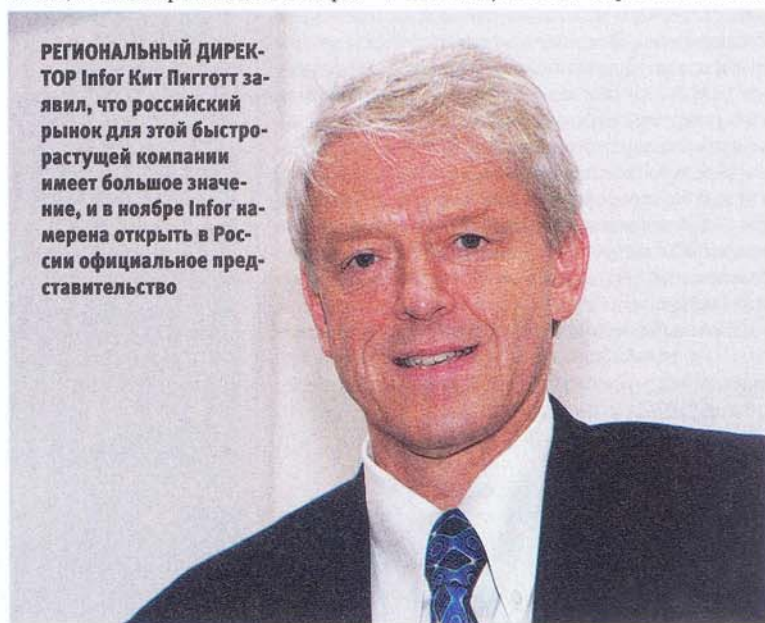 РЕГИОНАЛЬНЫЙ ДИРЕК-
ТОР Infor Кит Пигготт за-
явил, что российский
рынок для этой быстро-
растущей компании
имеет большое значе-
ние, и в ноябре Infor на-
мерена открыть в Рос-
сии официальное пред-
ставительство